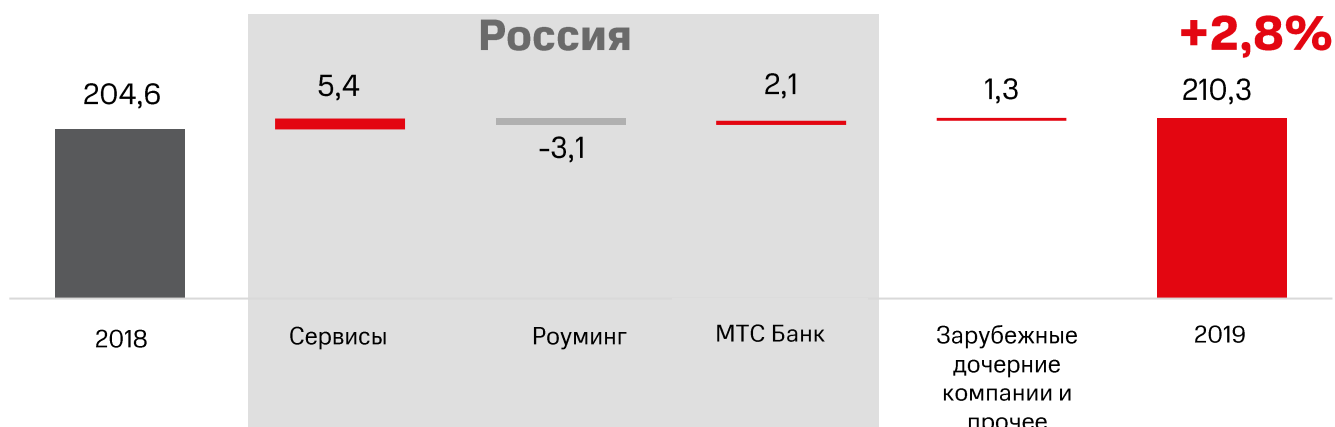 Россия
+2,8%
204,6
5,4
-3,1
2,1
1,3
210,3
2018
Сервисы
Роуминг
МТС Банк
Зарубежные
дочерние
компании и
прочее
2019